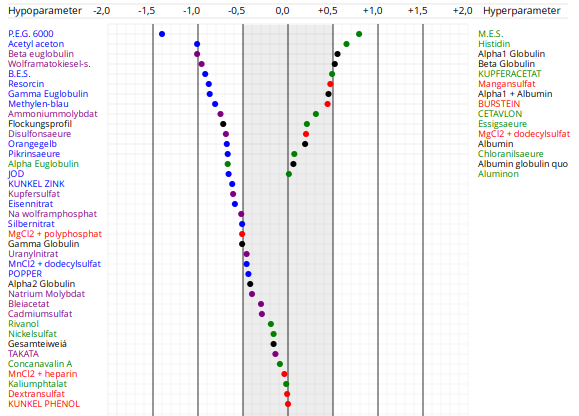 Hypoparameter -2,0 -1,5 -1,0 -0,5 0,0 +0,5 +1,0 +1,5 +2,0 Hyperparameter
P.E.G. 6000 M.E.S.
Acetyl aceton Histidin
Beta euglobulin Alpha1 Globulin
Wolframatokiesel-s. Beta Globulin
B.E.S. KUPFERACETAT
Resorcin Mangansulfat
Gamma Euglobulin Alpha1 + Albumin
Methylen-blau BURSTEIN
Ammoniummolybdat CETAVLON
Flockungsprofil Essigsaeure
Disulfonsaeure MgCl2 + dodecylsulfat
Orangegelb Albumin
Pikrinsaeure Chloranilsaeure
Alpha Euglobulin Albumin globulin quo
JOD Aluminon
KUNKEL ZINK
Kupfersulfat
Eisennitrat
Na wolframphosphat
Silbernitrat
MgCl2 + polyphosphat
Gamma Globulin
Uranylnitrat
MnCl2 + dodecylsulfat
POPPER
Alpha2 Globulin
Natrium Molybdat
Bleiacetat
Cadmiumsulfat
Rivanol
Nickelsulfat
Gesamteiweiá
TAKATA
Concanavalin A
MnCl2 + heparin
Kaliumphtalat
Dextransulfat
KUNKEL PHENOL